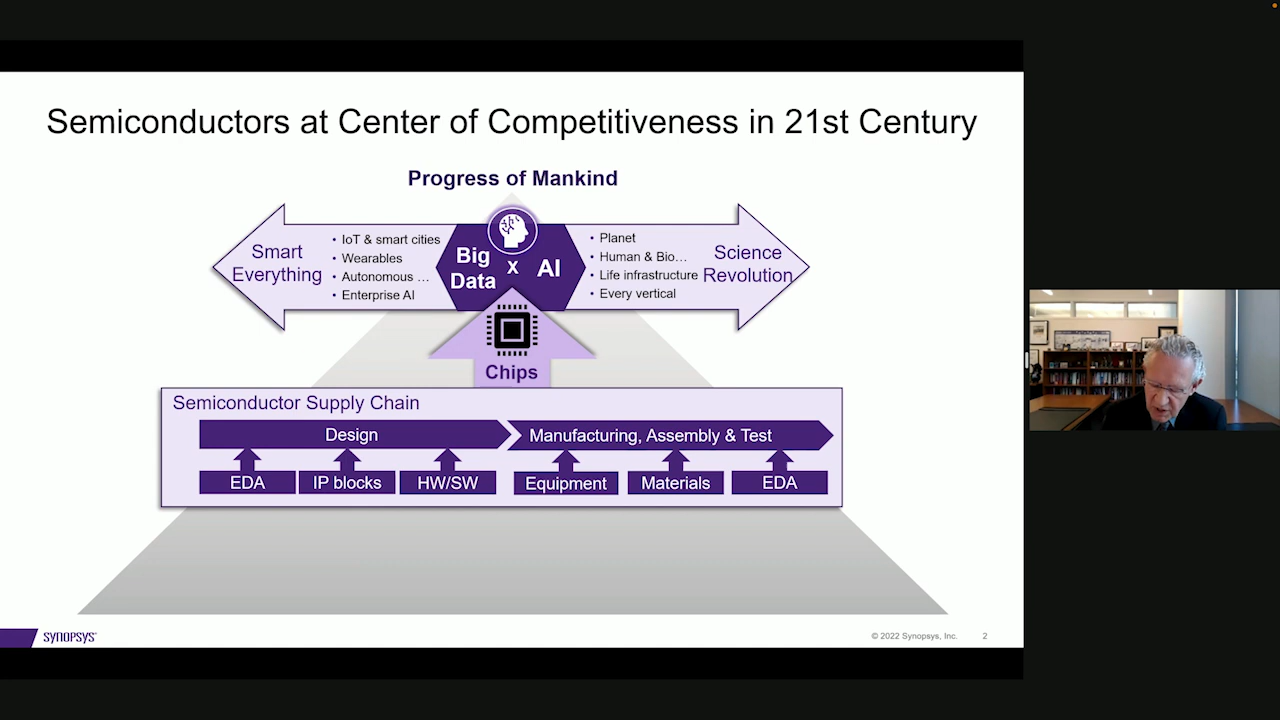 Semiconductors at Center of Competitiveness in 21st Century
Progress of Mankind
Smart
Everything
• IoT & smart cities
• Wearables
• Autonomous …
• Enterprise AI
Big
Data
X
AI
• Planet
• Human & Bio…
• Life infrastructure
• Every vertical
Science
Revolution
Chips
Semiconductor Supply Chain
Design
Manufacturing, Assembly & Test
EDA
IP blocks
HW/SW
Equipment
Materials
EDA
SYNOPSYS®
© 2022 Synopsys, Inc.
2